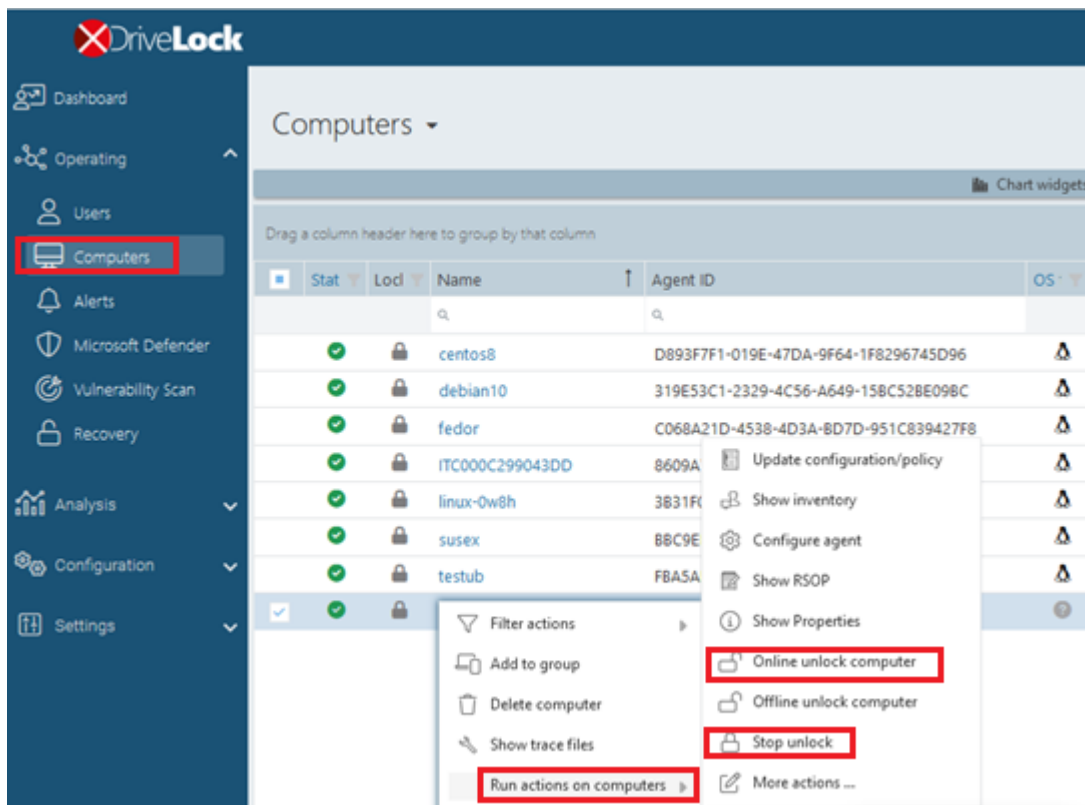 DriveLock
Dashboard
Operating
Users
Computers
Alerts
Microsoft Defender
Vulnerability Scan
Recovery
Analysis
Configuration
Settings
Computers
Chart widgets
Drag a column header here to group by that column
Stat Locl Name Agent ID OS
centos8 D893F7F1-019E-47DA-9F64-1F8296745D96
debian10 319E53C1-2329-4C56-A649-15BC52BE09BC
fedor C068A21D-4538-4D3A-BD7D-951C839427F8
ITC000C299043DD 8609A
linux-0w8h 3B31F
susex BBC9E
testub FBA5A
Filter actions
Add to group
Delete computer
Show trace files
Run actions on computers
Update configuration/policy
Show inventory
Configure agent
Show RSOP
Show Properties
Online unlock computer
Offline unlock computer
Stop unlock
More actions ...